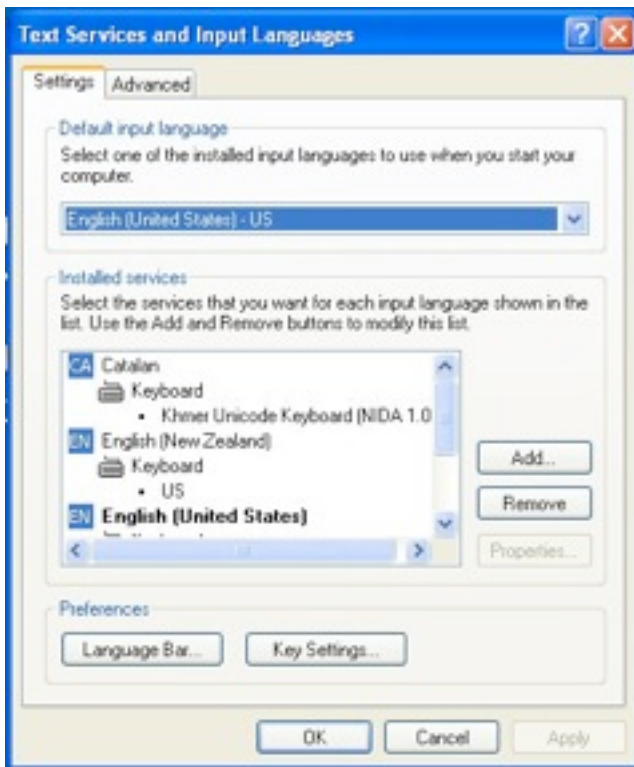 Text Services and Input Languages
Settings
Advanced
Default input language
Select one of the installed input languages to use when you start your
computer.
English (United States) - US
Installed services
Select the services that you want for each input language shown in the
list. Use the Add and Remove buttons to modify this list.
CA Catalan
Keyboard
• Khmer Unicode Keyboard (NIDA 1.0
EN English (New Zealand)
Keyboard
• US
EN English (United States)
Add...
Remove
Properties...
Preferences
Language Bar...
Key Settings...
OK
Cancel
Apply